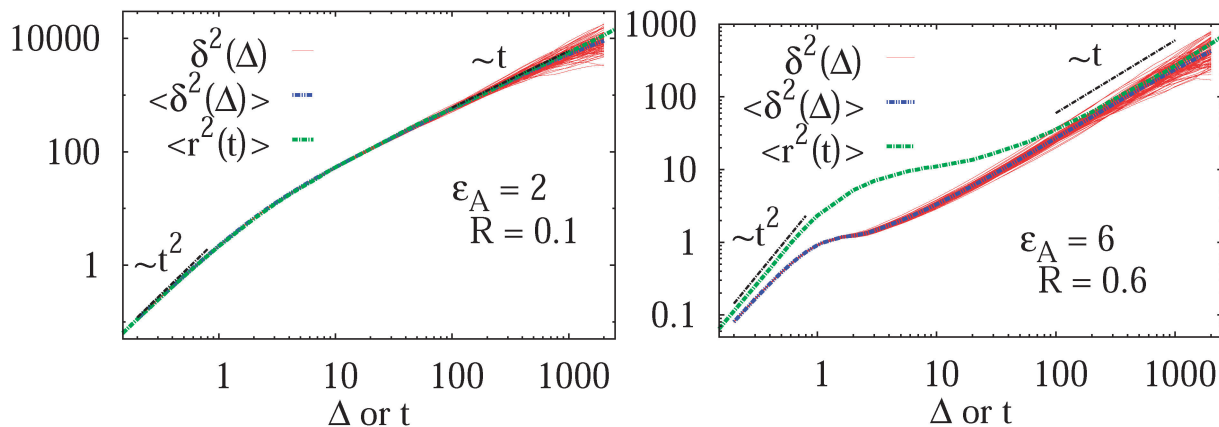 10000
100
1
δ²(Δ)
<δ²(Δ)>
<r²(t)>
~t
~t²
ε_A = 2
R = 0.1
1 10 100 1000
Δ or t
1000
100
10
1
0.1
δ²(Δ)
<δ²(Δ)>
<r²(t)>
~t
~t²
ε_A = 6
R = 0.6
1 10 100 1000
Δ or t